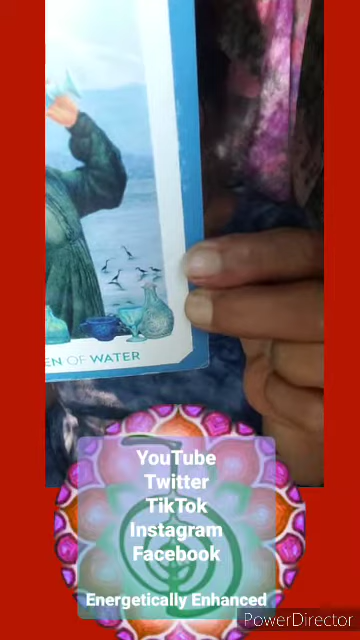 EN OF WATER
YouTube
Twitter
TikTok
Instagram
Facebook
Energetically Enhanced
PowerDirector